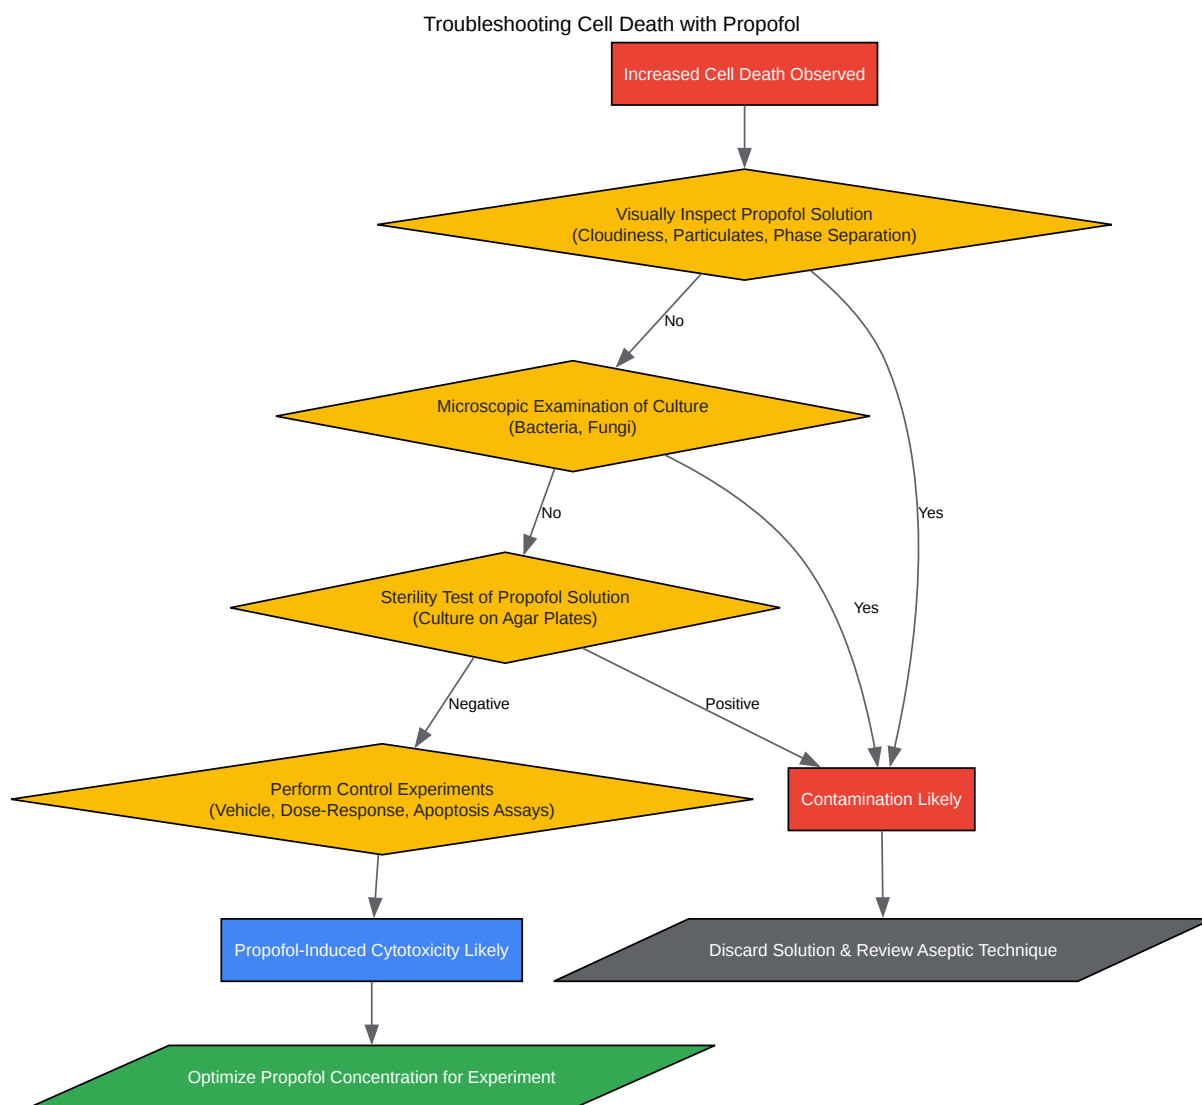 Troubleshooting Cell Death with Propofol
Increased Cell Death Observed
Visually Inspect Propofol Solution
(Cloudiness, Particulates, Phase Separation)
No
Microscopic Examination of Culture
(Bacteria, Fungi)
No
Yes
Sterility Test of Propofol Solution
(Culture on Agar Plates)
Yes
Negative
Positive
Perform Control Experiments
(Vehicle, Dose-Response, Apoptosis Assays)
Contamination Likely
Propofol-Induced Cytotoxicity Likely
Discard Solution & Review Aseptic Technique
Optimize Propofol Concentration for Experiment